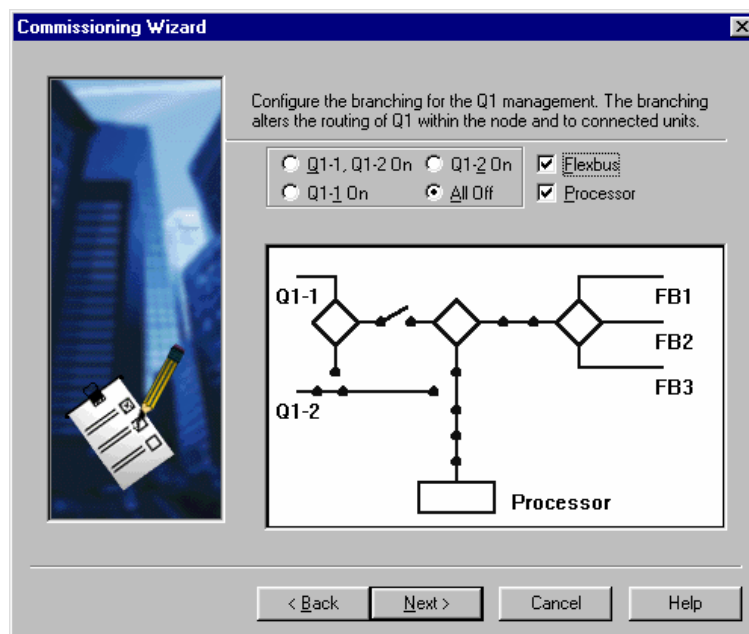 Commissioning Wizard
Configure the branching for the Q1 management. The branching
alters the routing of Q1 within the node and to connected units.
Q1-1, Q1-2 On Q1-2 On Flexbus
Q1-1 On All Off Processor
Q1-1 FB1
FB2
FB3
Q1-2
Processor
< Back Next > Cancel Help